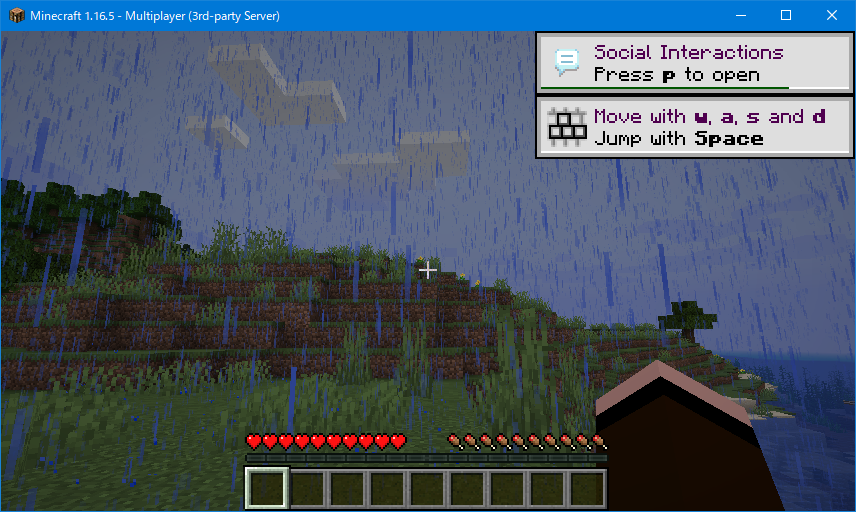 Minecraft 1.16.5 - Multiplayer (3rd-party Server)
Social Interactions
Press p to open
Move with w, a, s and d
Jump with Space